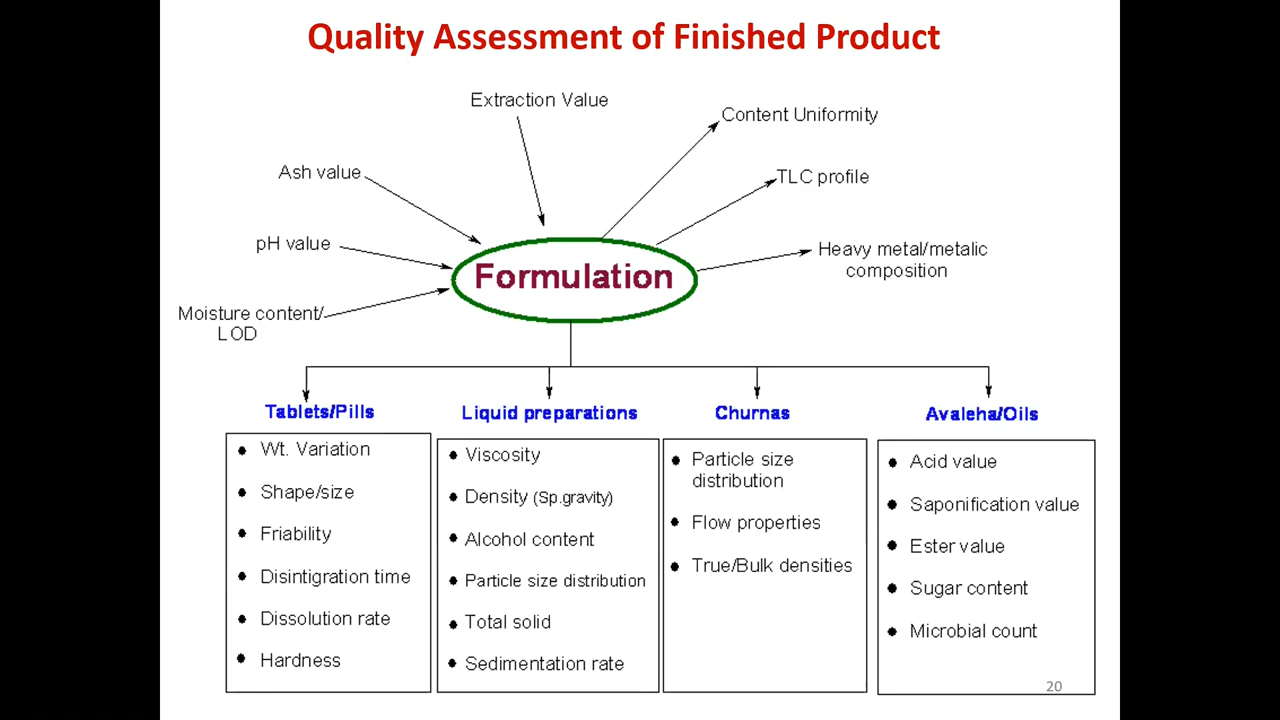 Quality Assessment of Finished Product
Extraction Value
Content Uniformity
Ash value
TLC profile
pH value
Heavy metal/metalic
composition
Formulation
Moisture content/
LOD
Tablets/Pills
Wt. Variation
Shape/size
Friability
Disintigration time
Dissolution rate
Hardness
Liquid preparations
Viscosity
Density (Sp.gravity)
Alcohol content
Particle size distribution
Total solid
Sedimentation rate
Churnas
Particle size
distribution
Flow properties
True/Bulk densities
Avaleha/Oils
Acid value
Saponification value
Ester value
Sugar content
Microbial count
20